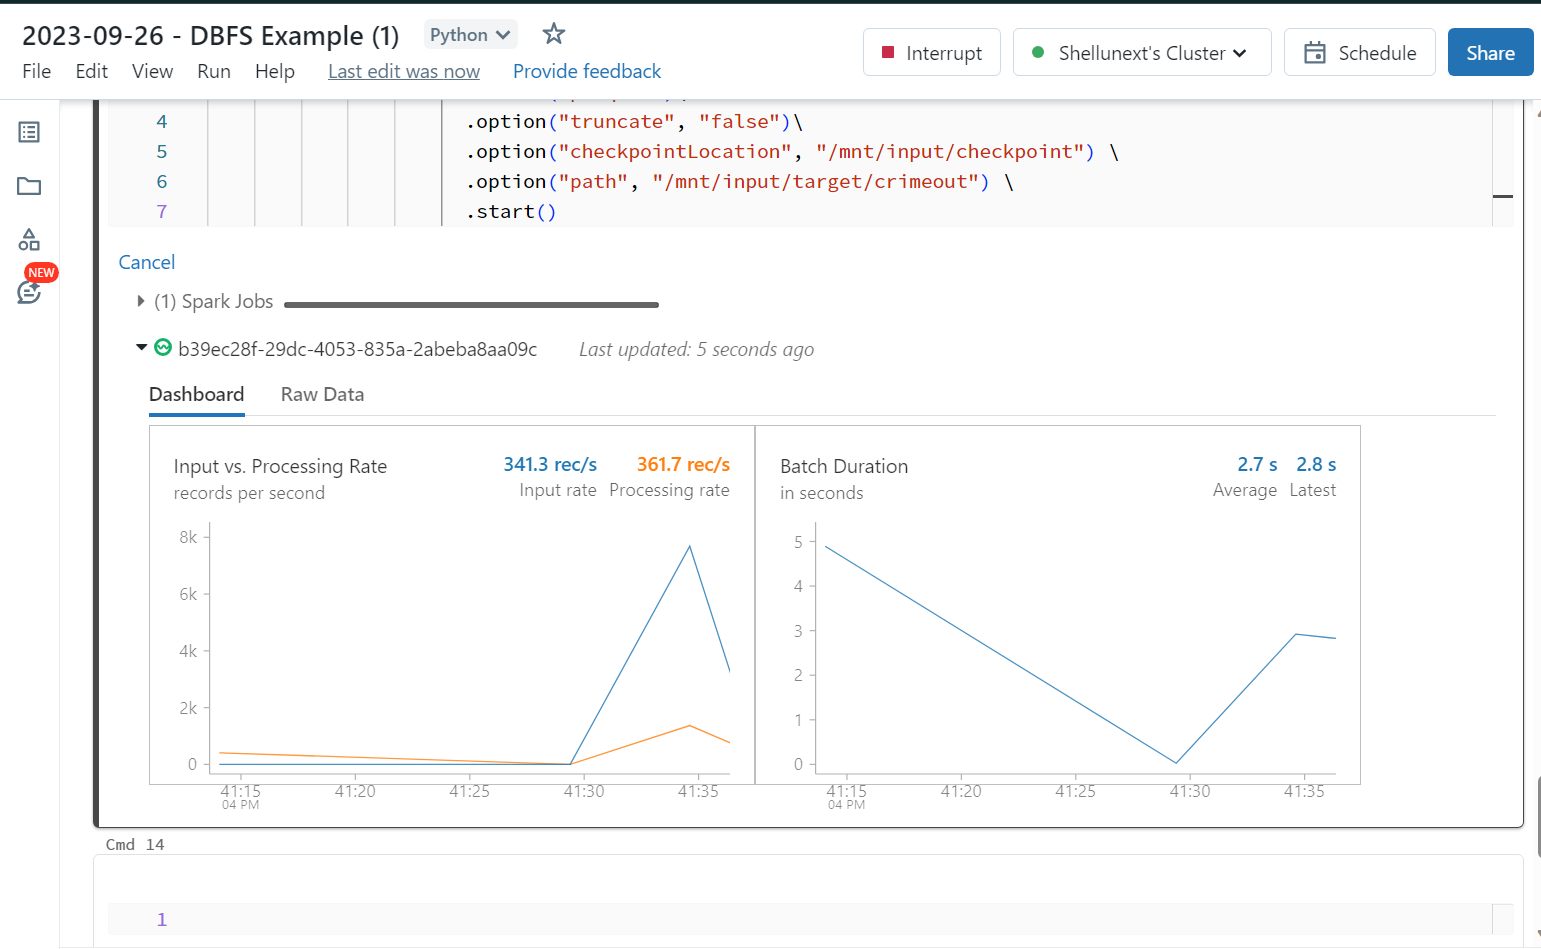 2023-09-26 - DBFS Example (1) Python
File Edit View Run Help Last edit was now Provide feedback
Interrupt Shellunext's Cluster Schedule Share
NEW
4 .option("truncate", "false")\
5 .option("checkpointLocation", "/mnt/input/checkpoint") \
6 .option("path", "/mnt/input/target/crimeout") \
7 .start()
Cancel
(1) Spark Jobs
b39ec28f-29dc-4053-835a-2abeba8aa09c Last updated: 5 seconds ago
Dashboard Raw Data
Input vs. Processing Rate 341.3 rec/s 361.7 rec/s
records per second Input rate Processing rate
8k
6k
4k
2k
0
41:15 41:20 41:25 41:30 41:35
04 PM
Batch Duration 2.7 s 2.8 s
in seconds Average Latest
5
4
3
2
1
0
41:15 41:20 41:25 41:30 41:35
04 PM
Cmd 14
1